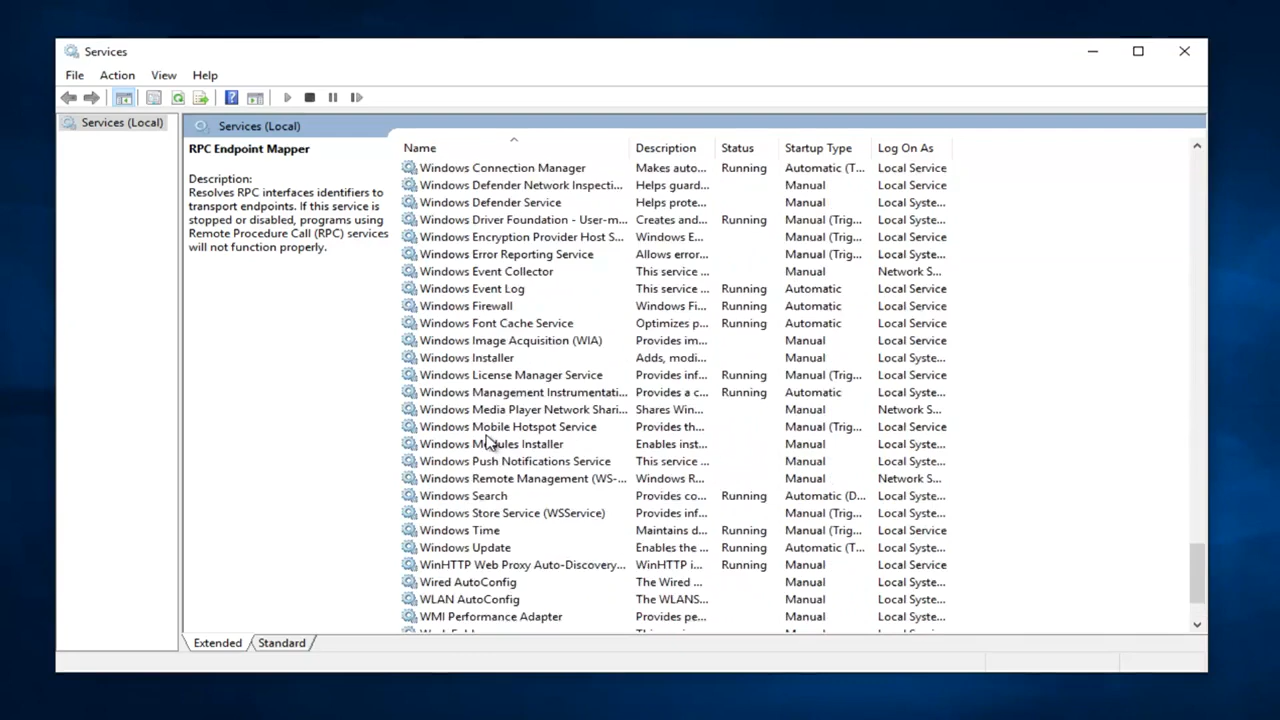 Services
File Action View Help
Services (Local)
Services (Local)
RPC Endpoint Mapper
Description:
Resolves RPC interfaces identifiers to
transport endpoints. If this service is
stopped or disabled, programs using
Remote Procedure Call (RPC) services
will not function properly.
Name Description Status Startup Type Log On As
Windows Connection Manager Makes auto... Running Automatic (T... Local Service
Windows Defender Network Inspecti... Helps guard... Manual Local Service
Windows Defender Service Helps prote... Manual Local Syste...
Windows Driver Foundation - User-m... Creates and... Running Manual (Trig... Local Syste...
Windows Encryption Provider Host S... Windows E... Manual (Trig... Local Service
Windows Error Reporting Service Allows error... Manual (Trig... Local Syste...
Windows Event Collector This service ... Manual Network S...
Windows Event Log This service ... Running Automatic Local Service
Windows Firewall Windows Fi... Running Automatic Local Service
Windows Font Cache Service Optimizes p... Running Automatic Local Service
Windows Image Acquisition (WIA) Provides im... Manual Local Service
Windows Installer Adds, modi... Manual Local Syste...
Windows License Manager Service Provides inf... Running Manual (Trig... Local Service
Windows Management Instrumentati... Provides a c... Running Automatic Local Syste...
Windows Media Player Network Shari... Shares Win... Manual Network S...
Windows Mobile Hotspot Service Provides th... Manual (Trig... Local Service
Windows Modules Installer Enables inst... Manual Local Syste...
Windows Push Notifications Service This service ... Manual Local Syste...
Windows Remote Management (WS-... Windows R... Manual Network S...
Windows Search Provides co... Running Automatic (D... Local Syste...
Windows Store Service (WSService) Provides inf... Manual (Trig... Local Syste...
Windows Time Maintains d... Running Manual (Trig... Local Service
Windows Update Enables the ... Running Automatic (T... Local Syste...
WinHTTP Web Proxy Auto-Discovery... WinHTTP i... Running Manual Local Service
Wired AutoConfig The Wired ... Manual Local Syste...
WLAN AutoConfig The WLANS... Manual Local Syste...
WMI Performance Adapter Provides pe... Manual Local Syste...
Extended Standard